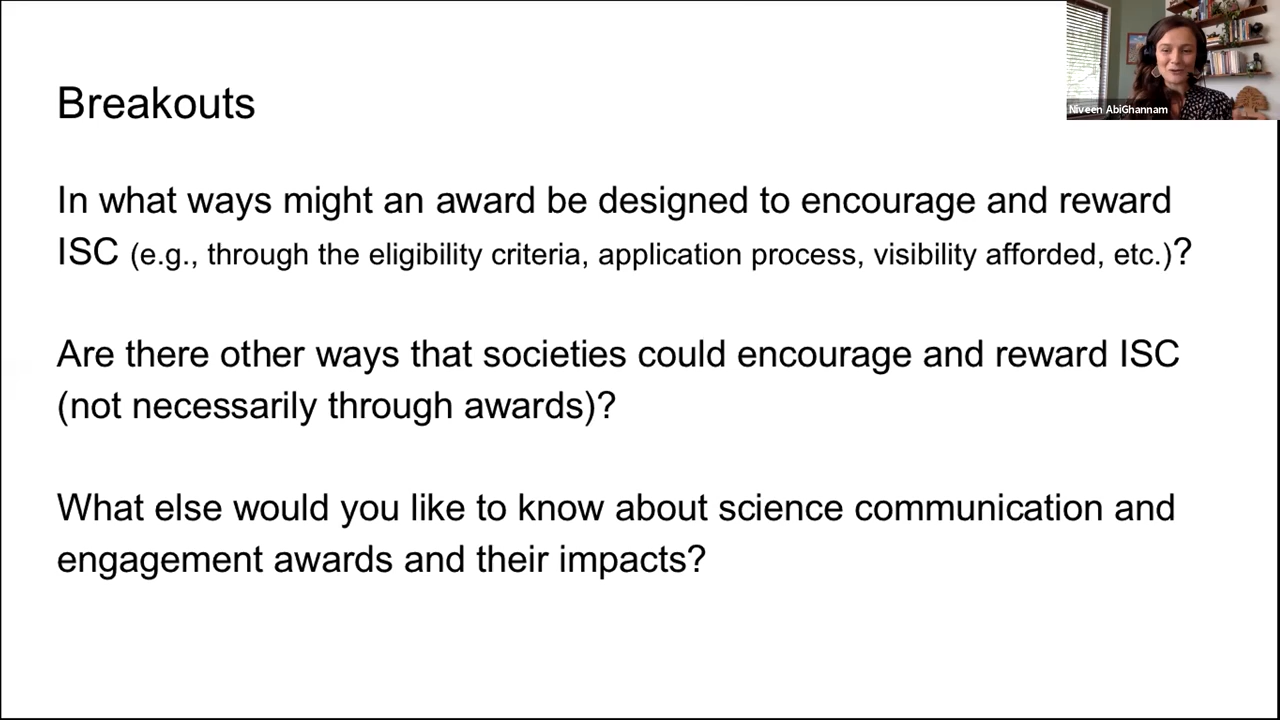 Breakouts
In what ways might an award be designed to encourage and reward
ISC (e.g., through the eligibility criteria, application process, visibility afforded, etc.)?
Are there other ways that societies could encourage and reward ISC
(not necessarily through awards)?
What else would you like to know about science communication and
engagement awards and their impacts?
Niveen AbiGhannam